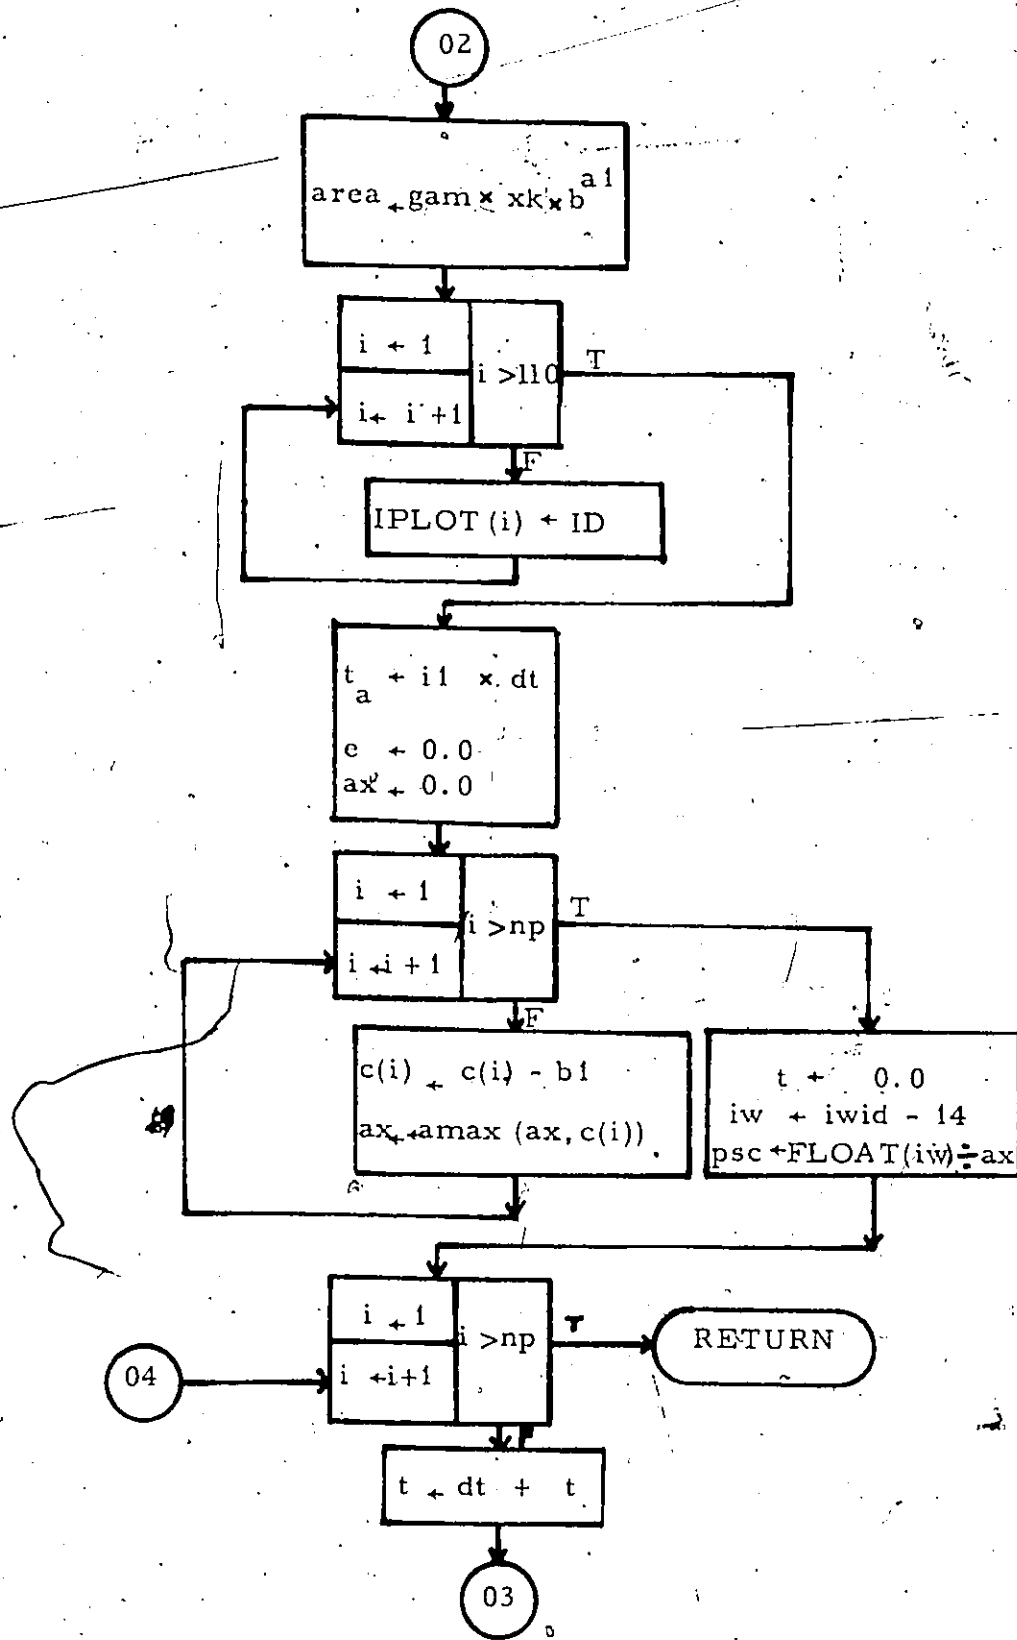 02
area ← gam × xk × b^a1
i ← 1
i > 110
T
i ← i + 1
F
IPLOT (i) ← ID
t_a ← i1 × dt
c ← 0.0
ax ← 0.0
i ← 1
i > np
T
i ← i + 1
F
c(i) ← c(i) - b1
ax ← amax (ax, c(i))
t ← 0.0
iw ← iwid - 14
psc ← FLOAT(iw) ÷ ax
i ← 1
i > np
T
RETURN
04
i ← i+1
F
t ← dt + t
03